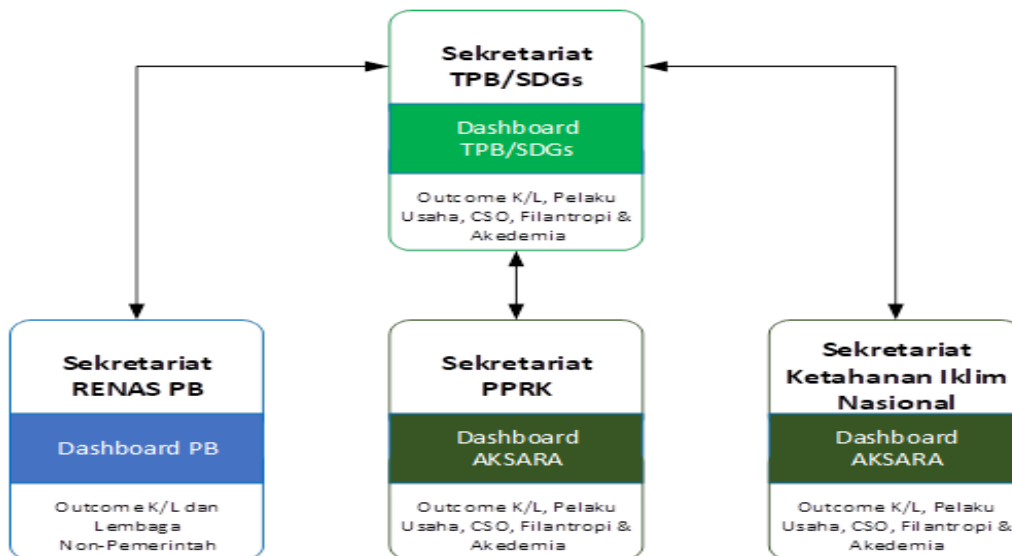 Sekretariat
TPB/SDGs
Dashboard
TPB/SDGs
Outcome K/L, Pelaku
Usaha, CSO, Filantropi &
Akedemia
Sekretariat
RENAS PB
Dashboard PB
Outcome K/L dan
Lembaga
Non-Pemerintah
Sekretariat
PPRK
Dashboard
AKSARA
Outcome K/L, Pelaku
Usaha, CSO, Filantropi &
Akedemia
Sekretariat
Ketahanan Iklim
Nasional
Dashboard
AKSARA
Outcome K/L, Pelaku
Usaha, CSO, Filantropi &
Akedemia